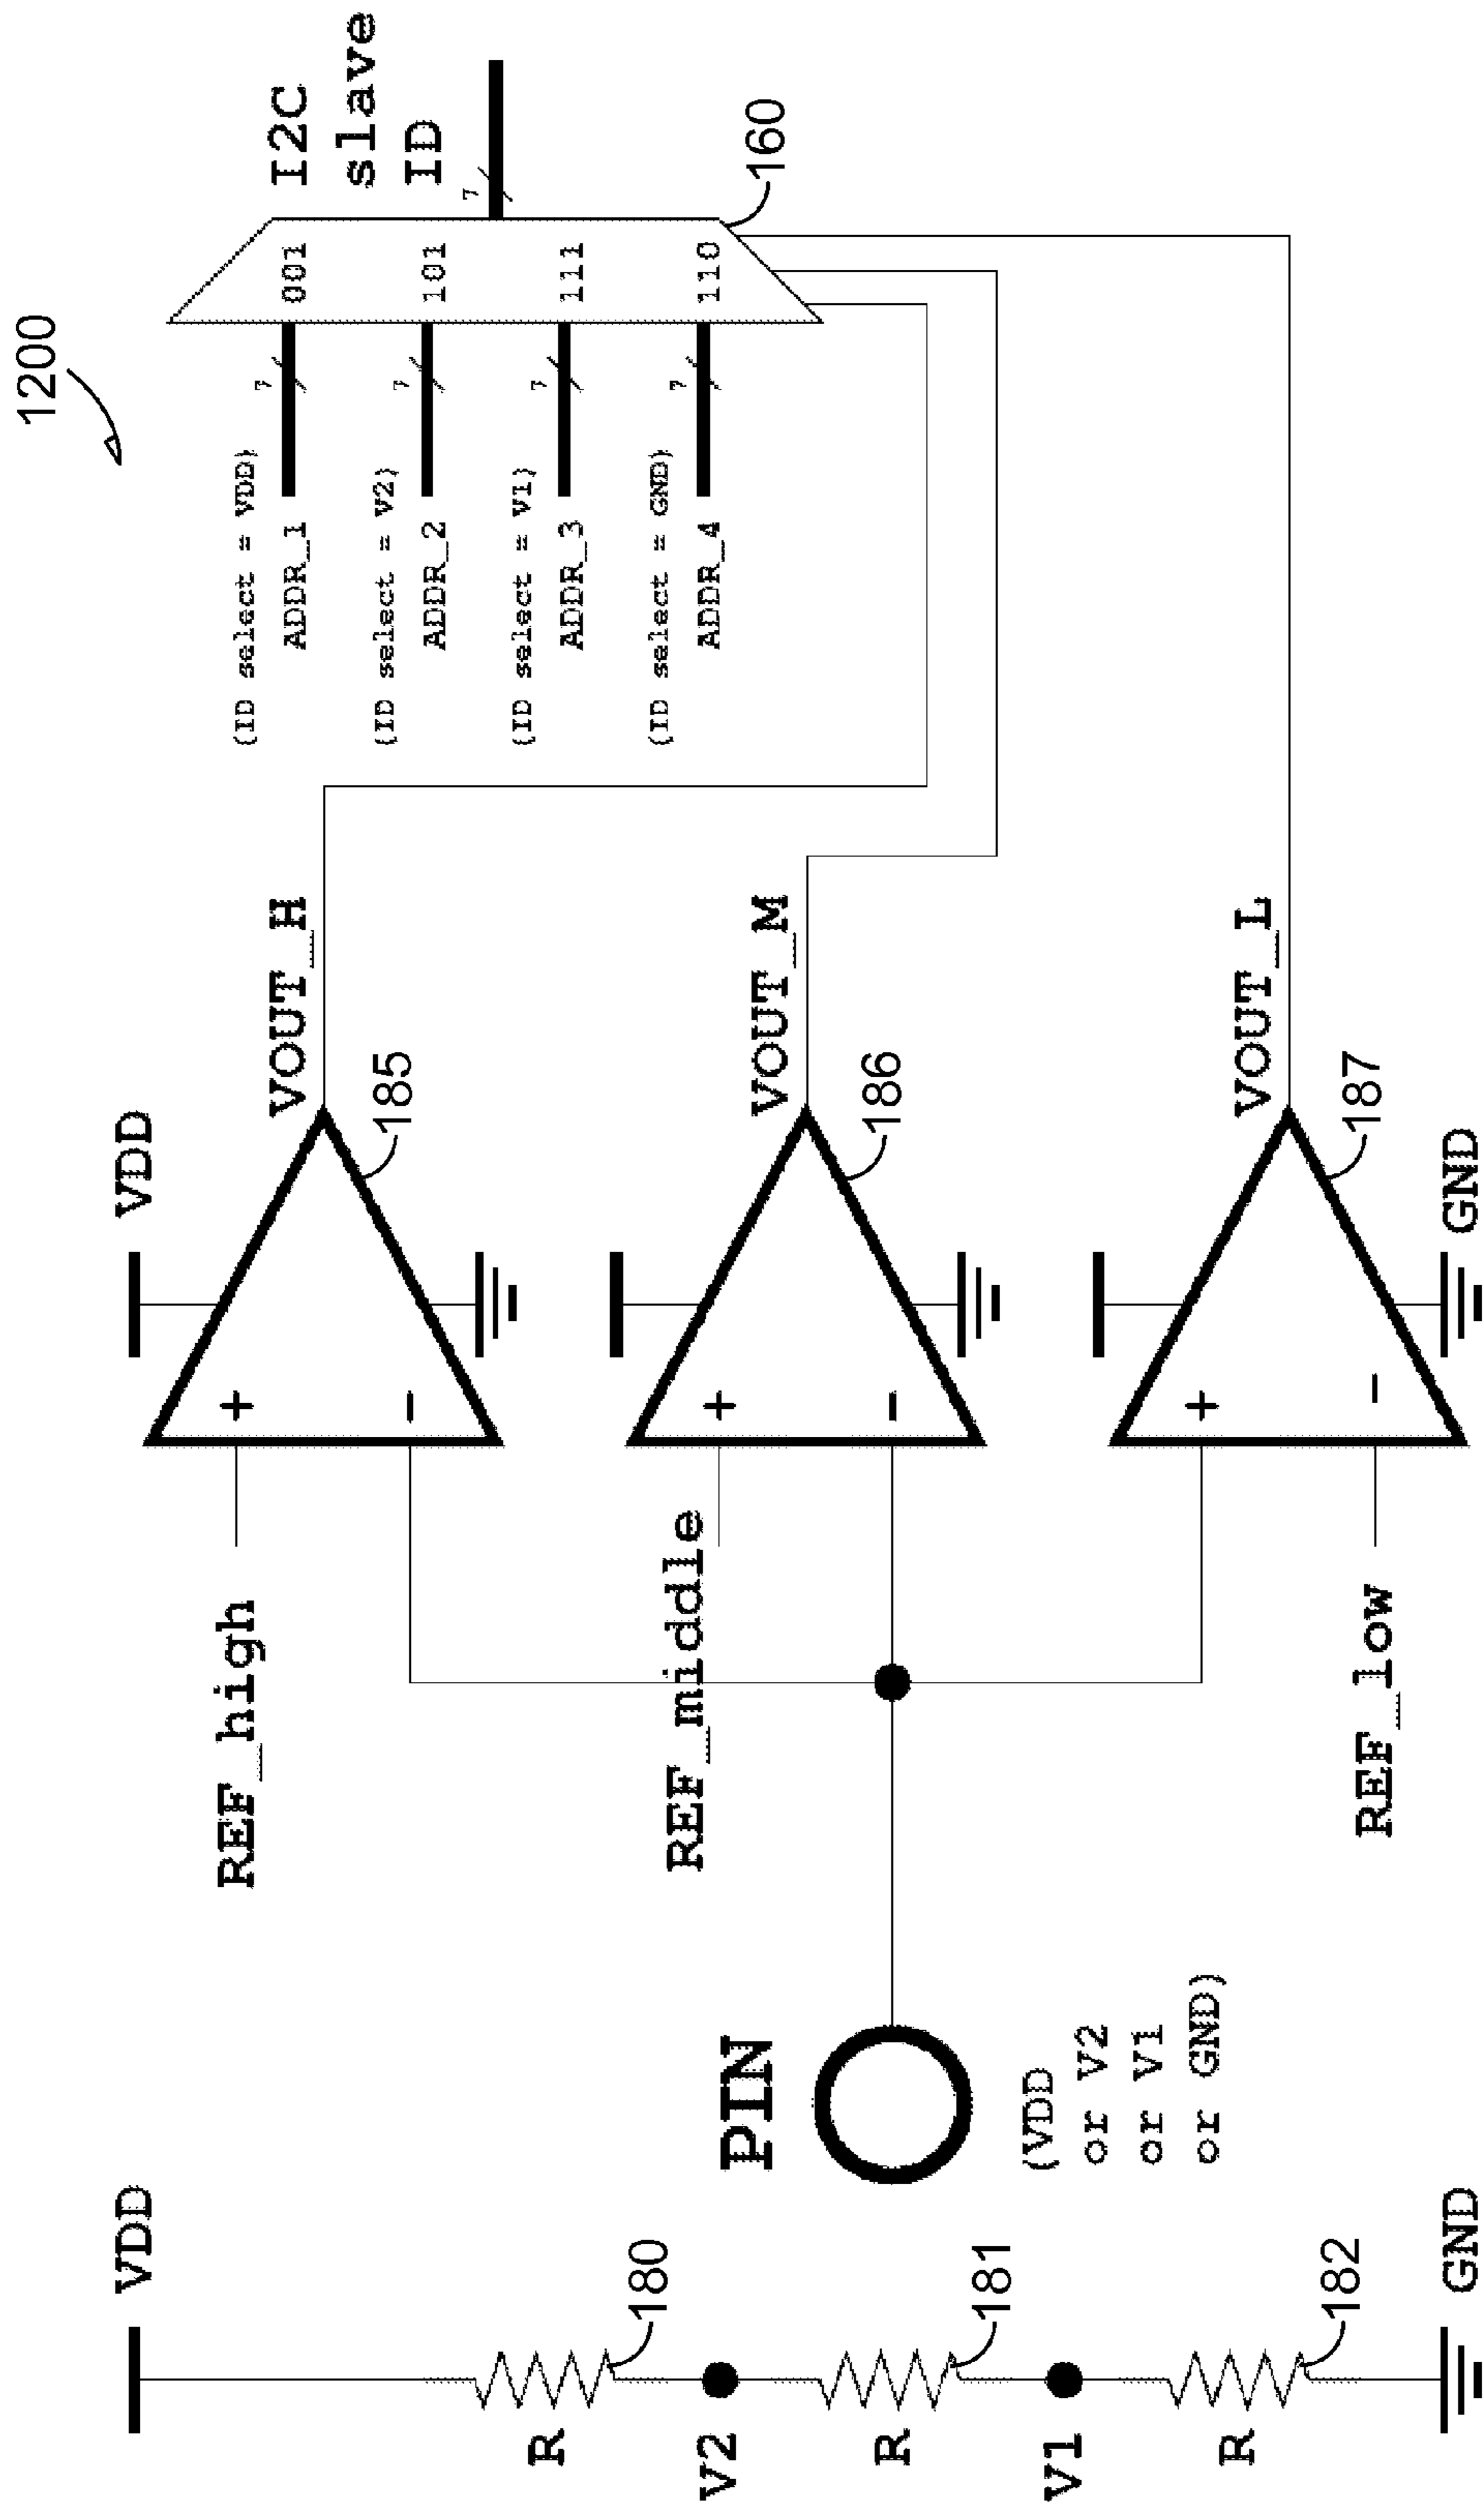 1200
VDD
VDD
REF_high
+
-
185
VOUT_H
(ID select = VDD)
ADDR_1
7
001
I2C
slave
ID
(ID select = V2)
ADDR_2
7
101
7
(ID select = V1)
ADDR_3
7
111
(ID select = GND)
ADDR_4
7
110
160
R
180
V2
PIN
REF_middle
+
-
186
VOUT_M
R
181
(VDD
or V2
or V1
or GND)
V1
R
182
REF_low
+
-
187
VOUT_L
GND
GND